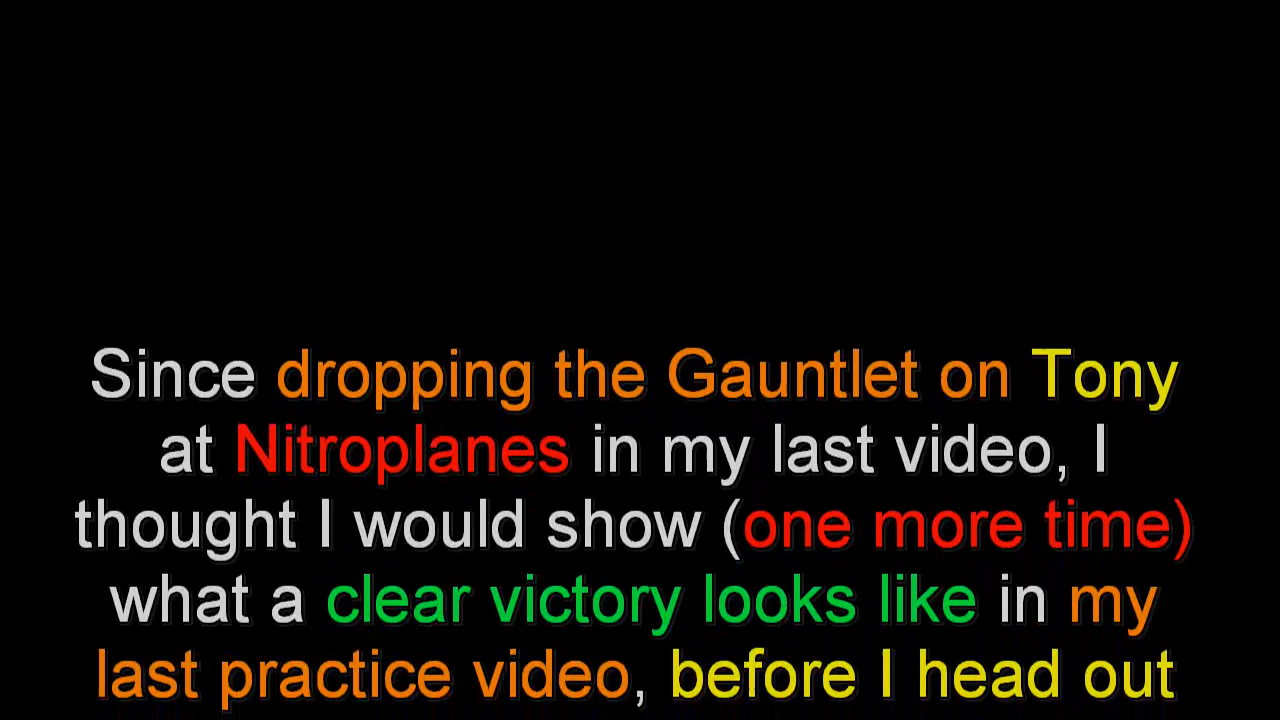 Since dropping the Gauntlet on Tony
at Nitroplanes in my last video, I
thought I would show (one more time)
what a clear victory looks like in my
last practice video, before I head out